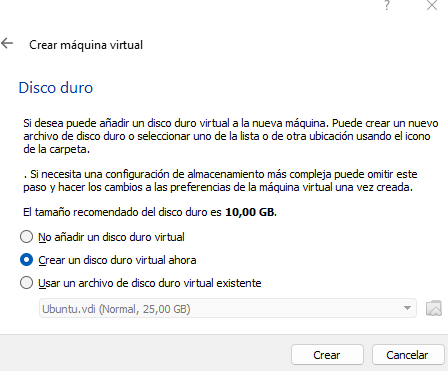 ?
Crear máquina virtual
Disco duro
Si desea puede añadir un disco duro virtual a la nueva máquina. Puede crear un nuevo
archivo de disco duro o seleccionar uno de la lista o de otra ubicación usando el icono
de la carpeta.
. Si necesita una configuración de almacenamiento más compleja puede omitir este
paso y hacer los cambios a las preferencias de la máquina virtual una vez creada.
El tamaño recomendado del disco duro es 10,00 GB.
No añadir un disco duro virtual
Crear un disco duro virtual ahora
Usar un archivo de disco duro virtual existente
Ubuntu.vdi (Normal, 25,00 GB)
Crear Cancelar